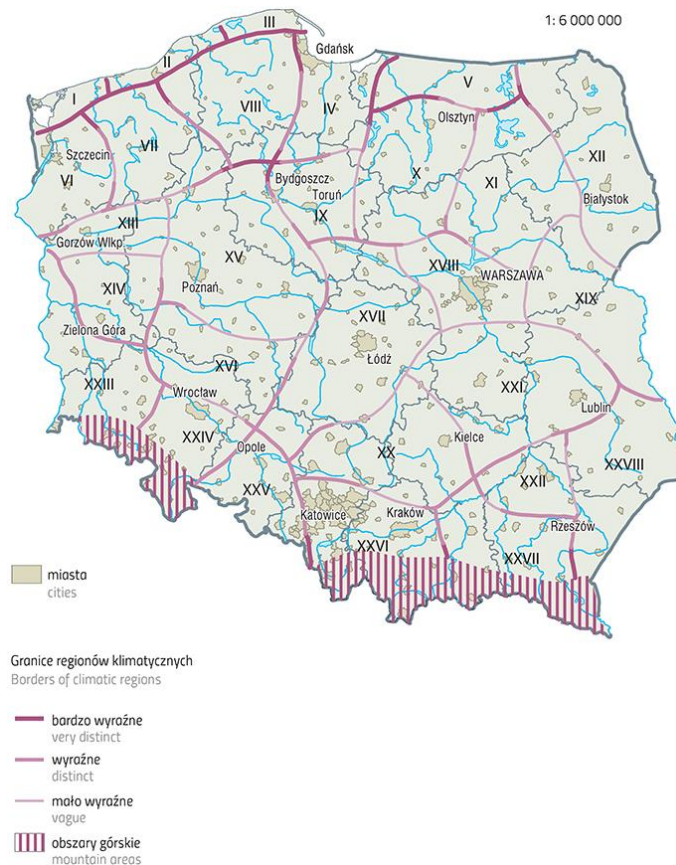 1: 6 000 000
III
Gdańsk
II
I
V
VIII
IV
Olsztyn
VII
Szczecin
VI
XII
X
XI
Bydgoszcz
Toruń
Białystok
IX
XIII
Gorzów Wlkp.
XV
XVIII
WARSZAWA
Poznań
XIV
XIX
XVII
Zielona Góra
Łódź
XVI
XXIII
Wrocław
XXI
Lublin
XXIV
Opole
Kielce
XX
XXVIII
XXII
XXV
Katowice
Kraków
Rzeszów
XXVI
XXVII
miasta
cities
Granice regionów klimatycznych
Borders of climatic regions
bardzo wyraźne
very distinct
wyraźne
distinct
mało wyraźne
vague
obszary górskie
mountain areas